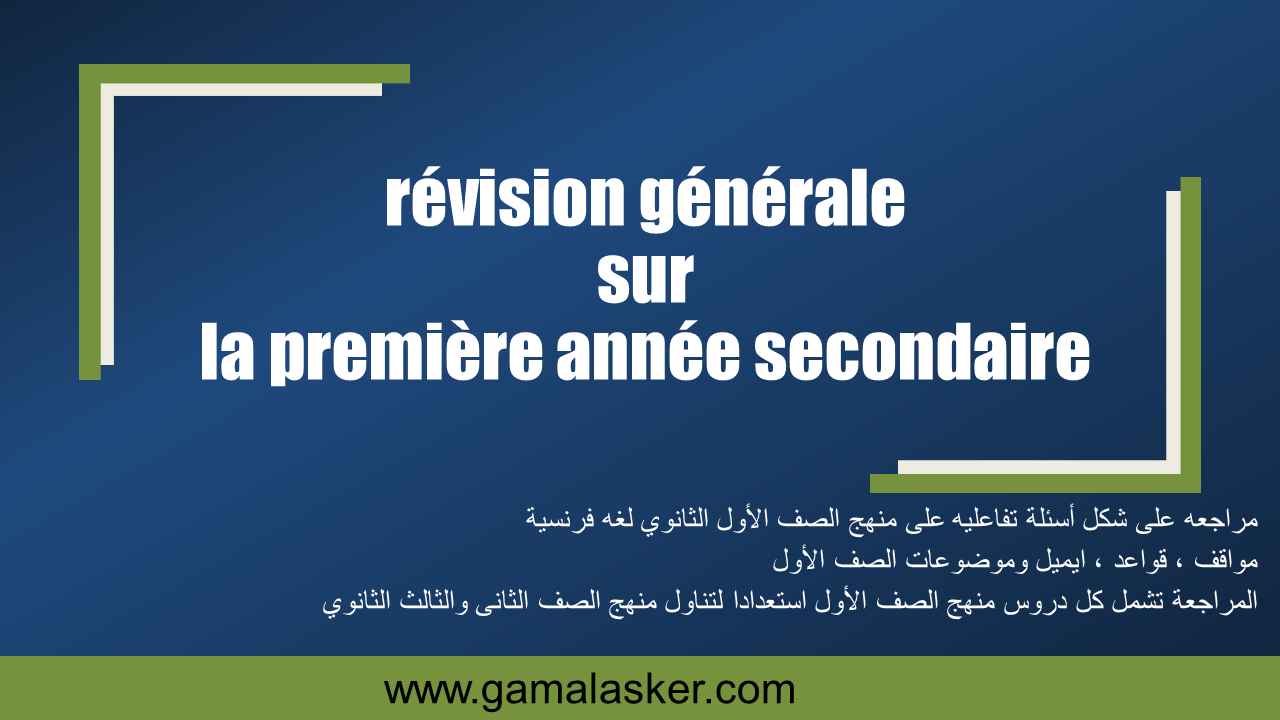 révision générale
sur
la première année secondaire
مراجعه على شكل أسئلة تفاعليه على منهج الصف الأول الثانوي لغه فرنسية
مواقف ، قواعد ، ايميل وموضوعات الصف الأول
المراجعة تشمل كل دروس منهج الصف الأول استعدادا لتناول منهج الصف الثانى والثالث الثانوي
www.gamalasker.com